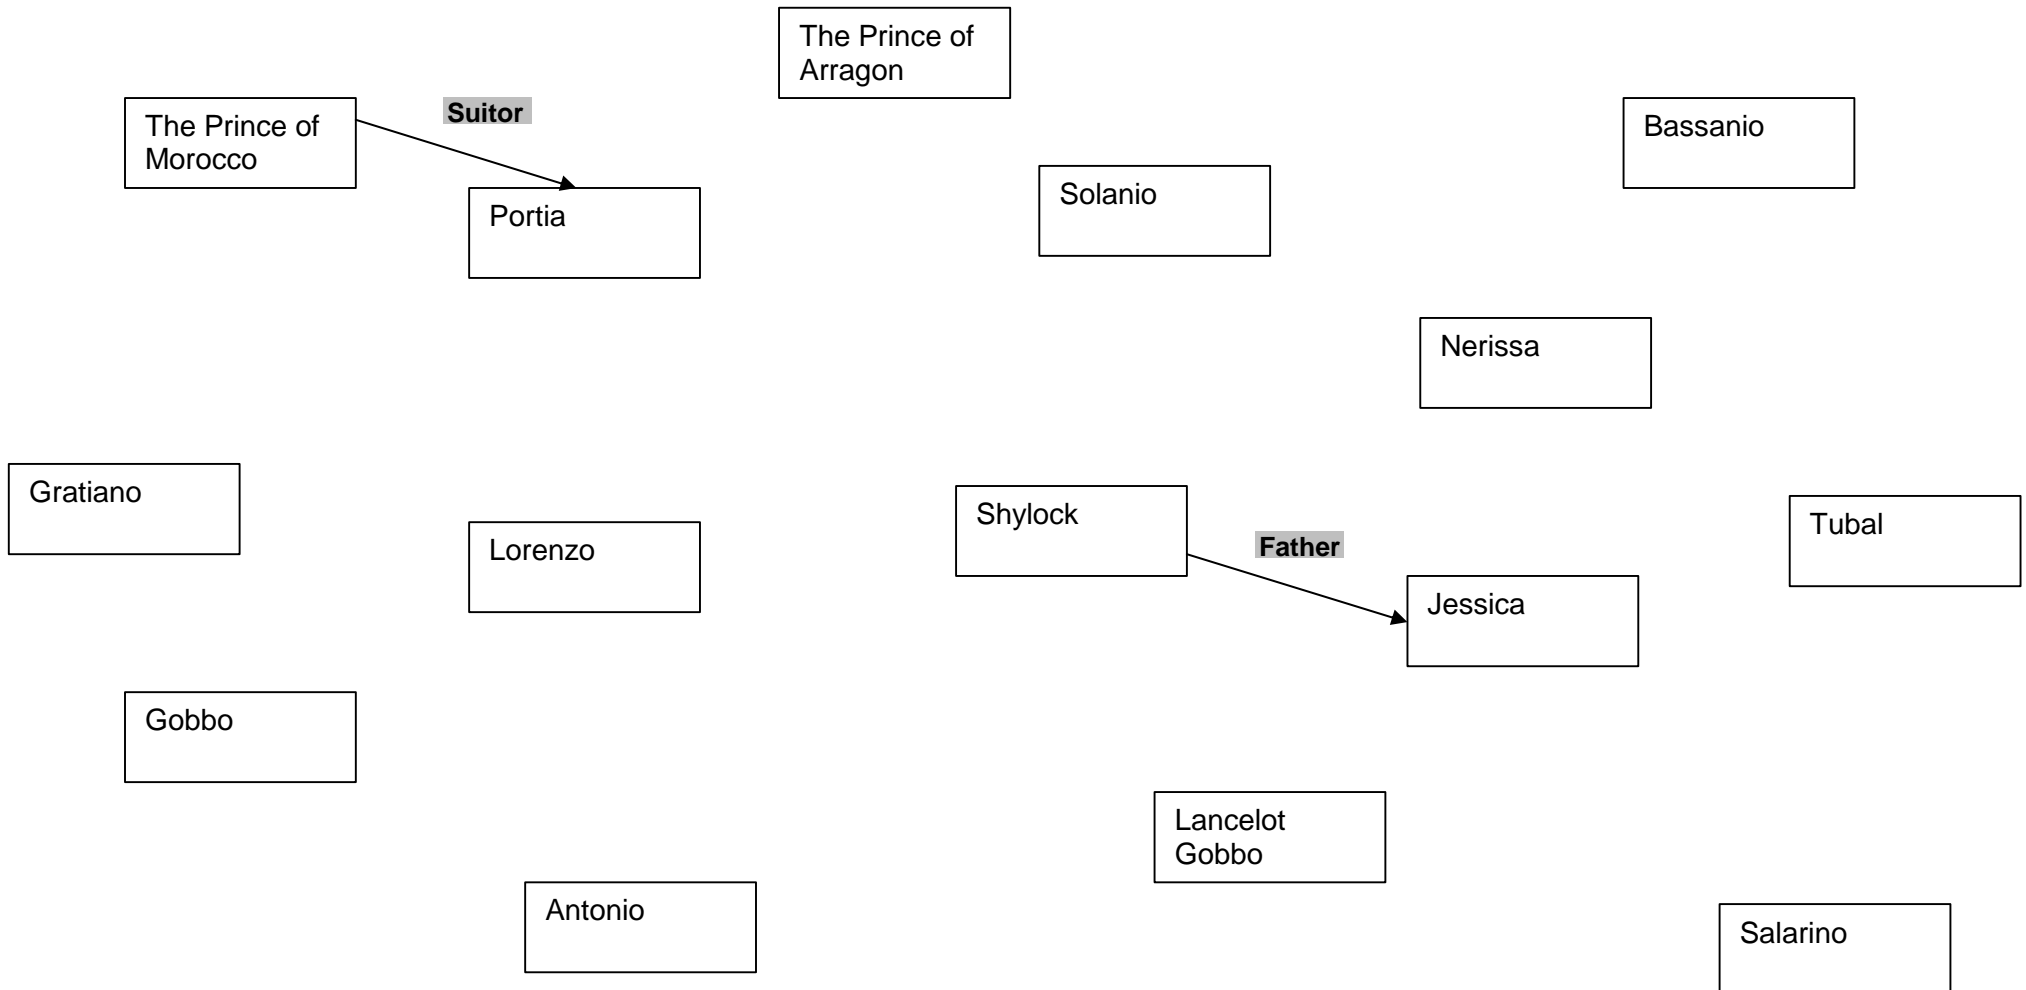 The Prince of
Arragon
The Prince of
Morocco
Suitor
Bassanio
Portia
Solanio
Nerissa
Gratiano
Shylock
Tubal
Lorenzo
Father
Jessica
Gobbo
Lancelot
Gobbo
Antonio
Salarino